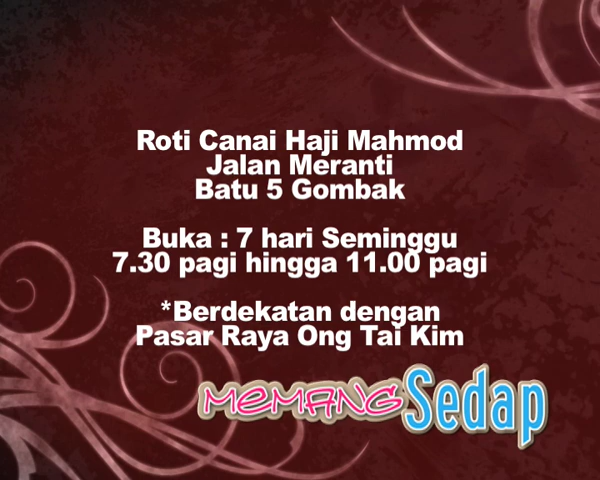 Roti Canai Haji Mahmod
Jalan Meranti
Batu 5 Gombak
Buka : 7 hari Seminggu
7.30 pagi hingga 11.00 pagi
*Berdekatan dengan
Pasar Raya Ong Tai Kim
MEMANG Sedap